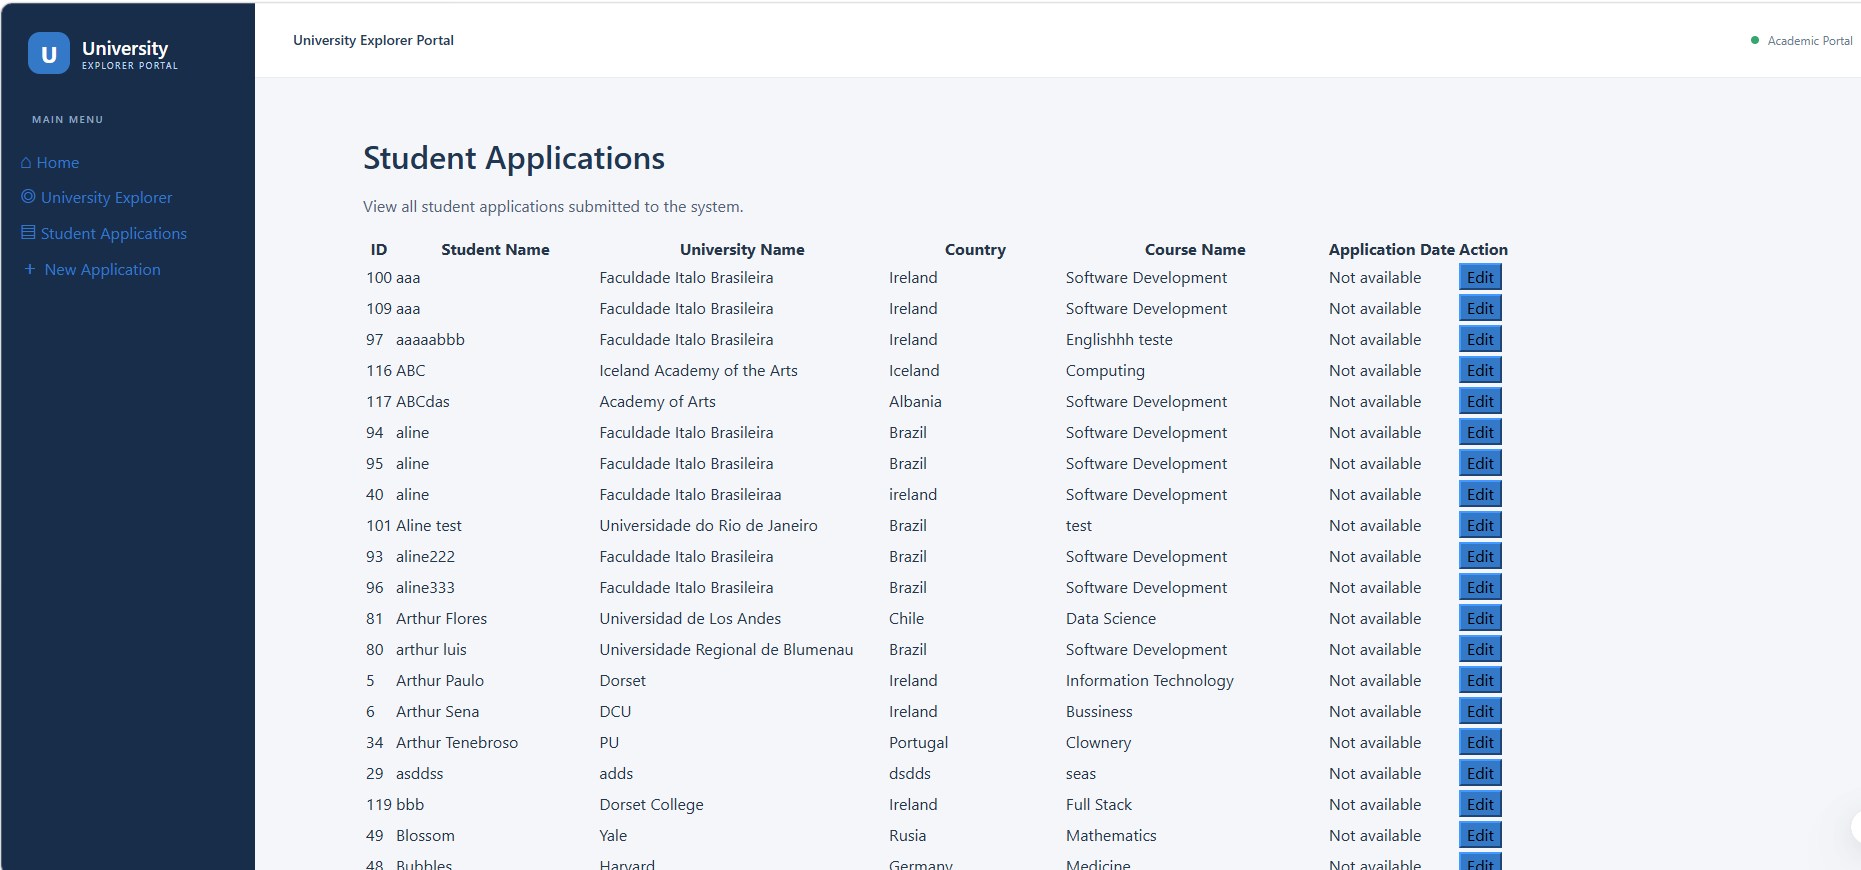 U
University
EXPLORER PORTAL
MAIN MENU
Home
University Explorer
Student Applications
+ New Application
University Explorer Portal
Academic Portal
Student Applications
View all student applications submitted to the system.
ID Student Name University Name Country Course Name Application Date Action
100 aaa Faculdade Italo Brasileira Ireland Software Development Not available Edit
109 aaa Faculdade Italo Brasileira Ireland Software Development Not available Edit
97 aaaaabbb Faculdade Italo Brasileira Ireland Englishhh teste Not available Edit
116 ABC Iceland Academy of the Arts Iceland Computing Not available Edit
117 ABCdas Academy of Arts Albania Software Development Not available Edit
94 aline Faculdade Italo Brasileira Brazil Software Development Not available Edit
95 aline Faculdade Italo Brasileira Brazil Software Development Not available Edit
40 aline Faculdade Italo Brasileiraa ireland Software Development Not available Edit
101 Aline test Universidade do Rio de Janeiro Brazil test Not available Edit
93 aline222 Faculdade Italo Brasileira Brazil Software Development Not available Edit
96 aline333 Faculdade Italo Brasileira Brazil Software Development Not available Edit
81 Arthur Flores Universidad de Los Andes Chile Data Science Not available Edit
80 arthur luis Universidade Regional de Blumenau Brazil Software Development Not available Edit
5 Arthur Paulo Dorset Ireland Information Technology Not available Edit
6 Arthur Sena DCU Ireland Bussiness Not available Edit
34 Arthur Tenebroso PU Portugal Clownery Not available Edit
29 asddss adds dsdds seas Not available Edit
119 bbb Dorset College Ireland Full Stack Not available Edit
49 Blossom Yale Rusia Mathematics Not available Edit
48 Bubbles Harvard Germany Medicine Not available Edit